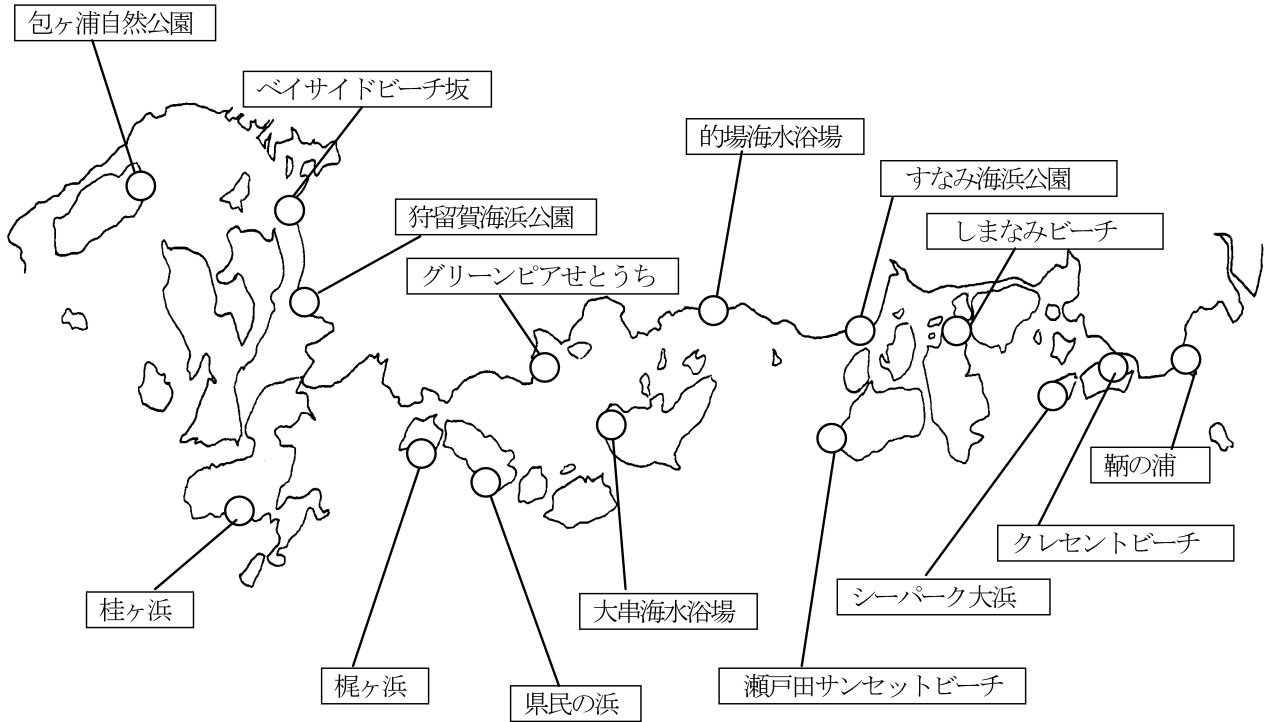 包ヶ浦自然公園
ベイサイドビーチ坂
的場海水浴場
すなみ海浜公園
狩留賀海浜公園
しまなみビーチ
グリーンピアせとうち
鞆の浦
クレセントビーチ
シーパーク大浜
桂ヶ浜
大串海水浴場
梶ヶ浜
県民の浜
瀬戸田サンセットビーチ